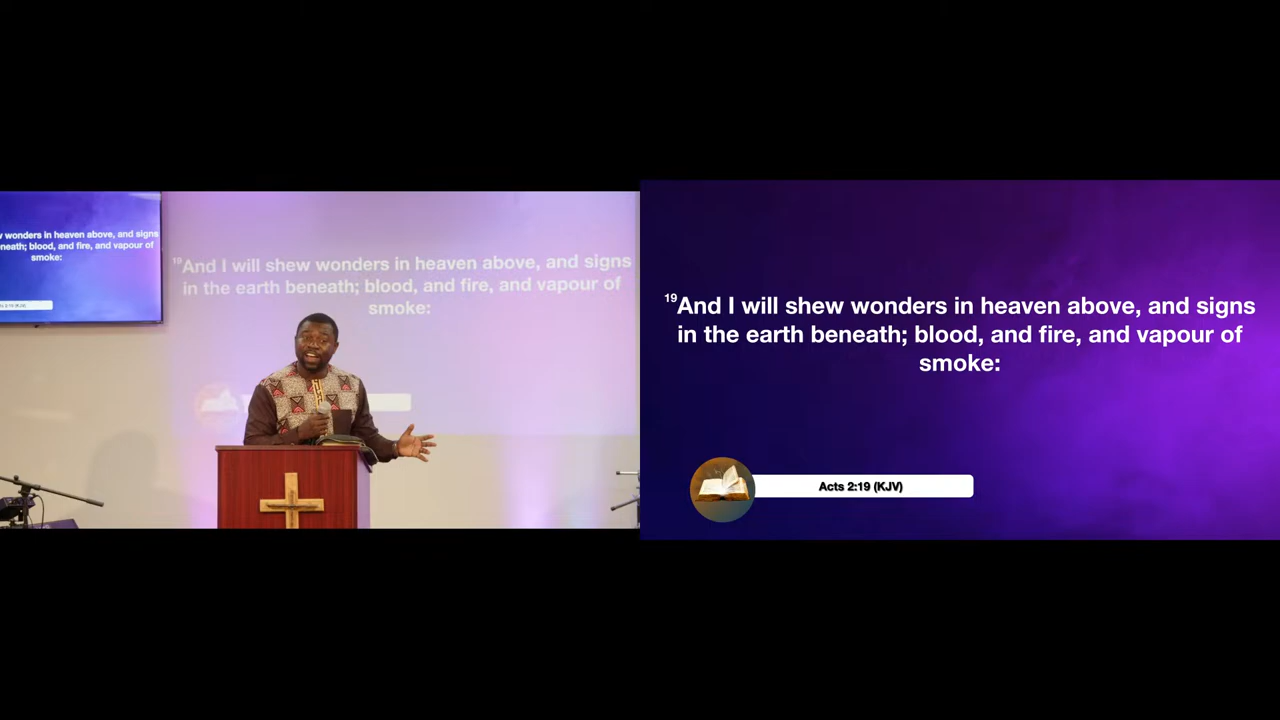 w wonders in heaven above, and signs
neath; blood, and fire, and vapour of
smoke:
19And I will shew wonders in heaven above, and signs
in the earth beneath; blood, and fire, and vapour of
smoke:
19And I will shew wonders in heaven above, and signs
in the earth beneath; blood, and fire, and vapour of
smoke:
Acts 2:19 (KJV)